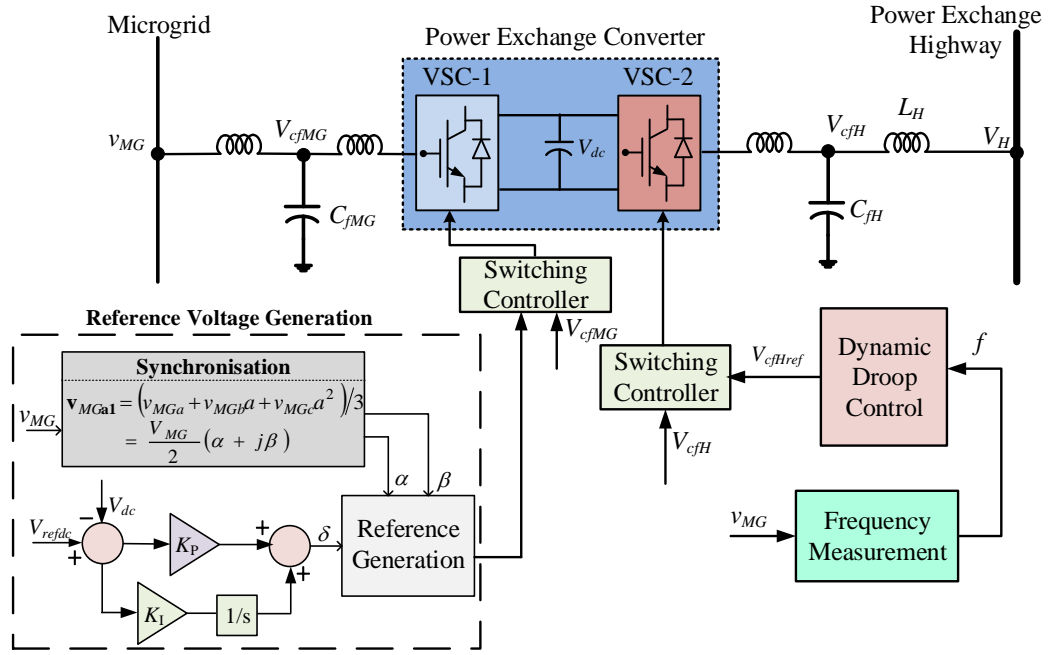 Microgrid
Power Exchange
Highway
Power Exchange Converter
VSC-1
VSC-2
v_MG
V_cfMG
V_dc
V_cfH
L_H
V_H
C_fMG
C_fH
Switching
Controller
V_cfMG
Reference Voltage Generation
Synchronisation
v_MGa1 = (v_MGa + v_MGb a + v_MGc a^2)/3
= V_MG/2 (α + jβ)
v_MG
α
β
V_dc
V_refdc
−
+
K_P
+
+
δ
K_I
1/s
Reference
Generation
Switching
Controller
V_cfHref
V_cfH
Dynamic
Droop
Control
f
v_MG
Frequency
Measurement